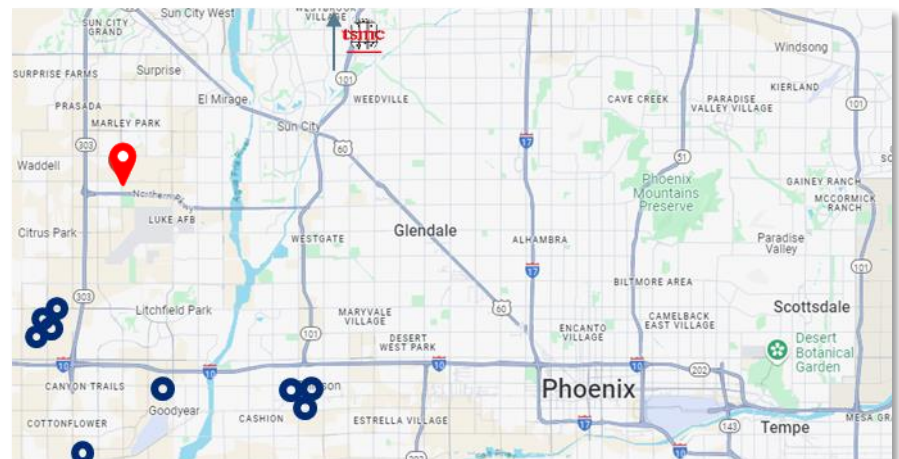 Sun City West
WESTBROOK
VILLAGE
SUN CITY
GRAND
tsmc
Windsong
SURPRISE FARMS
Surprise
101
KIERLAND
El Mirage
WEEDVILLE
CAVE CREEK
PARADISE
VALLEY VILLAGE
101
PRASADA
MARLEY PARK
Sun City
17
303
60
51
Waddell
Phoenix
Mountains
Preserve
GAINEY RANCH
MCCORMICK
RANCH
Northern Pkwy
LUKE AFB
Citrus Park
WESTGATE
Glendale
ALHAMBRA
Paradise
Valley
17
101
BILTMORE AREA
303
Litchfield Park
60
Scottsdale
MARYVALE
VILLAGE
CAMELBACK
EAST VILLAGE
ENCANTO
VILLAGE
101
DESERT
WEST PARK
Desert
Botanical
Garden
10
10
10
10
202
CANYON TRAILS
Phoenix
Goodyear
CASHION
ESTRELLA VILLAGE
MESA GR
COTTONFLOWER
17
143
Tempe
10
202